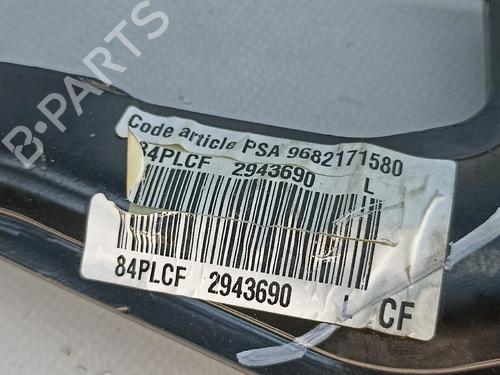 B-PARTS
Code article PSA 9682171580
84PLCF 2943690
L
84PLCF 2943690
L CF